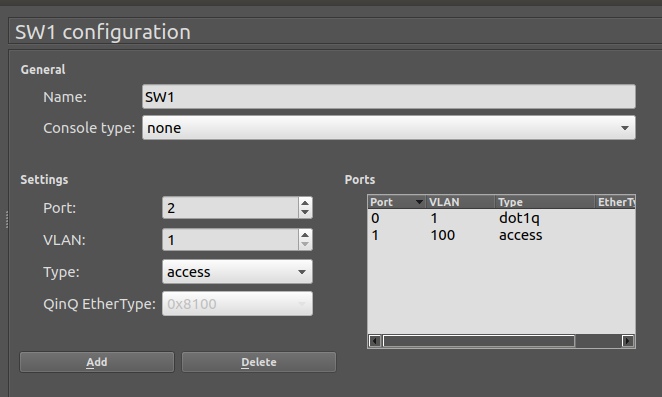 SW1 configuration
General
Name: SW1
Console type: none
Settings
Port: 2
VLAN: 1
Type: access
QinQ EtherType: 0x8100
Add Delete
Ports
Port VLAN Type EtherTy
0 1 dot1q
1 100 access